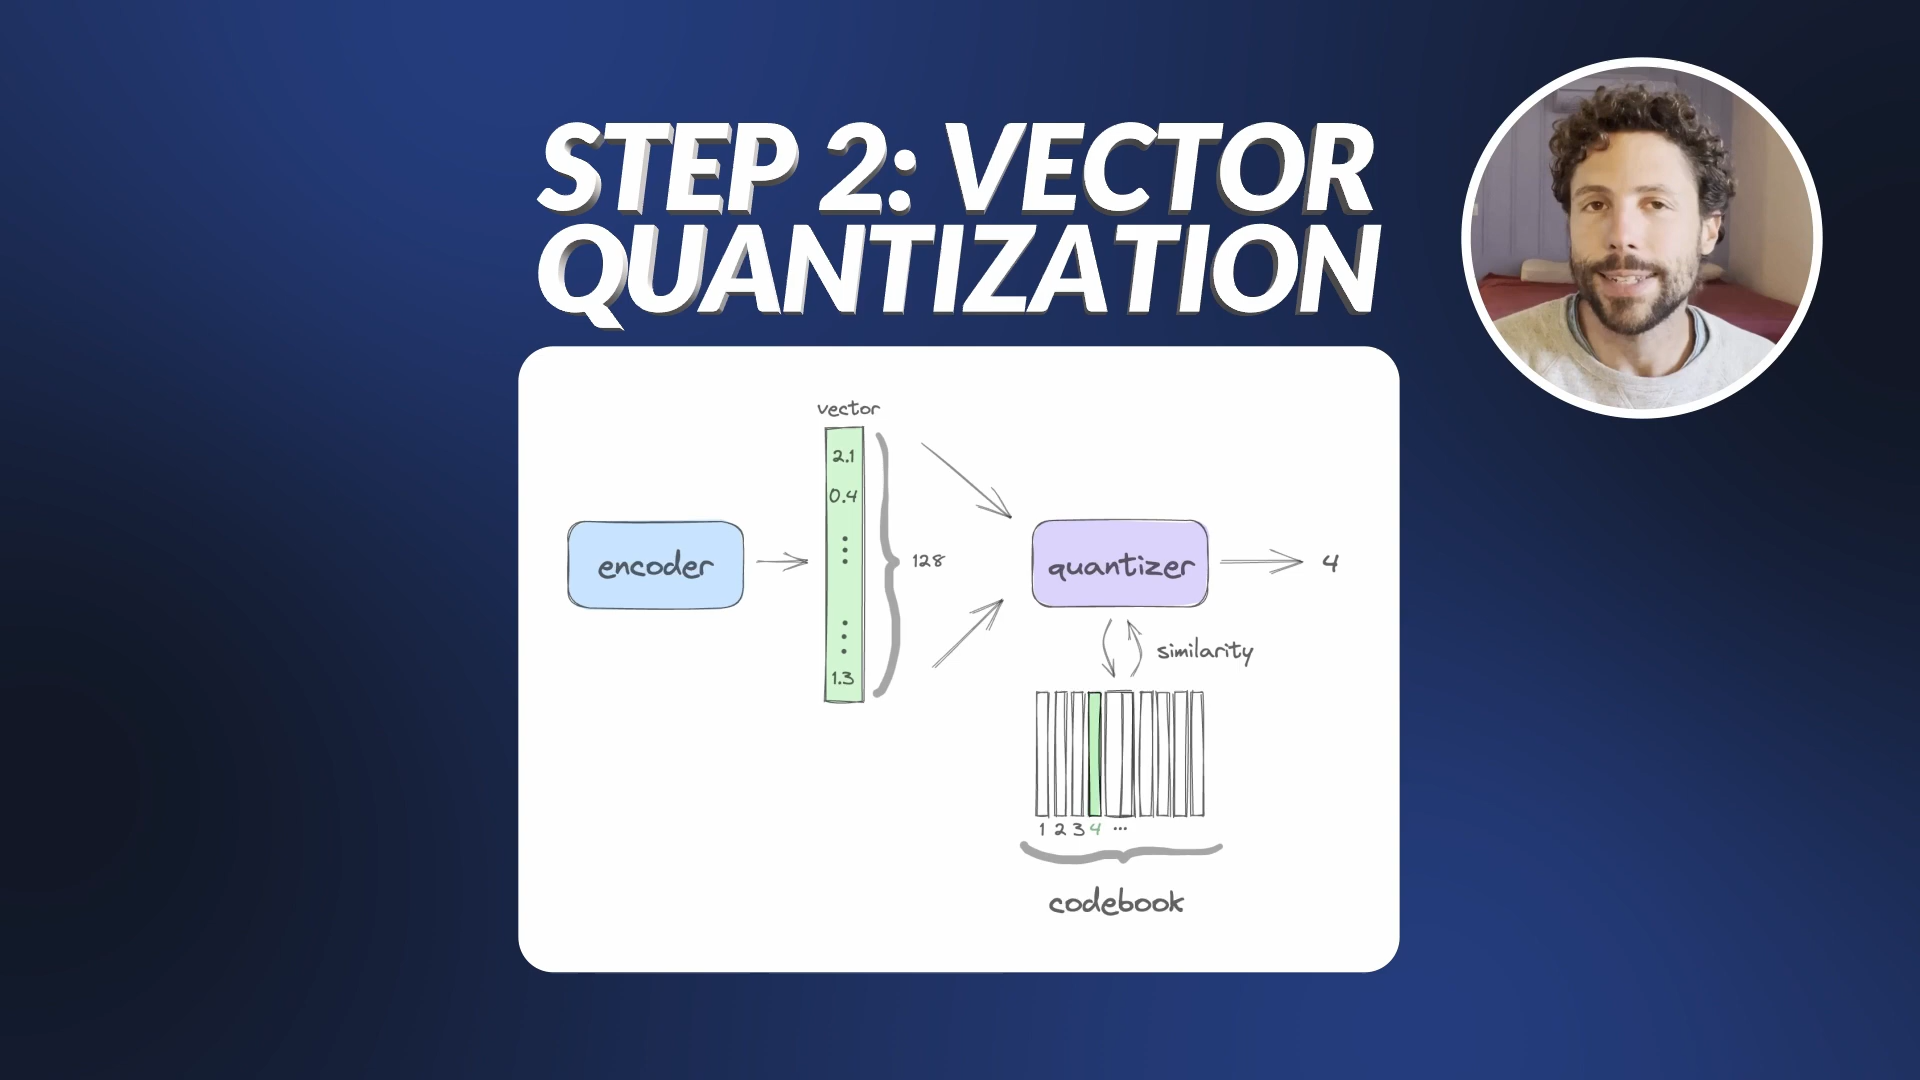 STEP 2: VECTOR
QUANTIZATION
vector
2.1
0.4
1.3
128
encoder
quantizer
4
similarity
1 2 3 4 ...
codebook